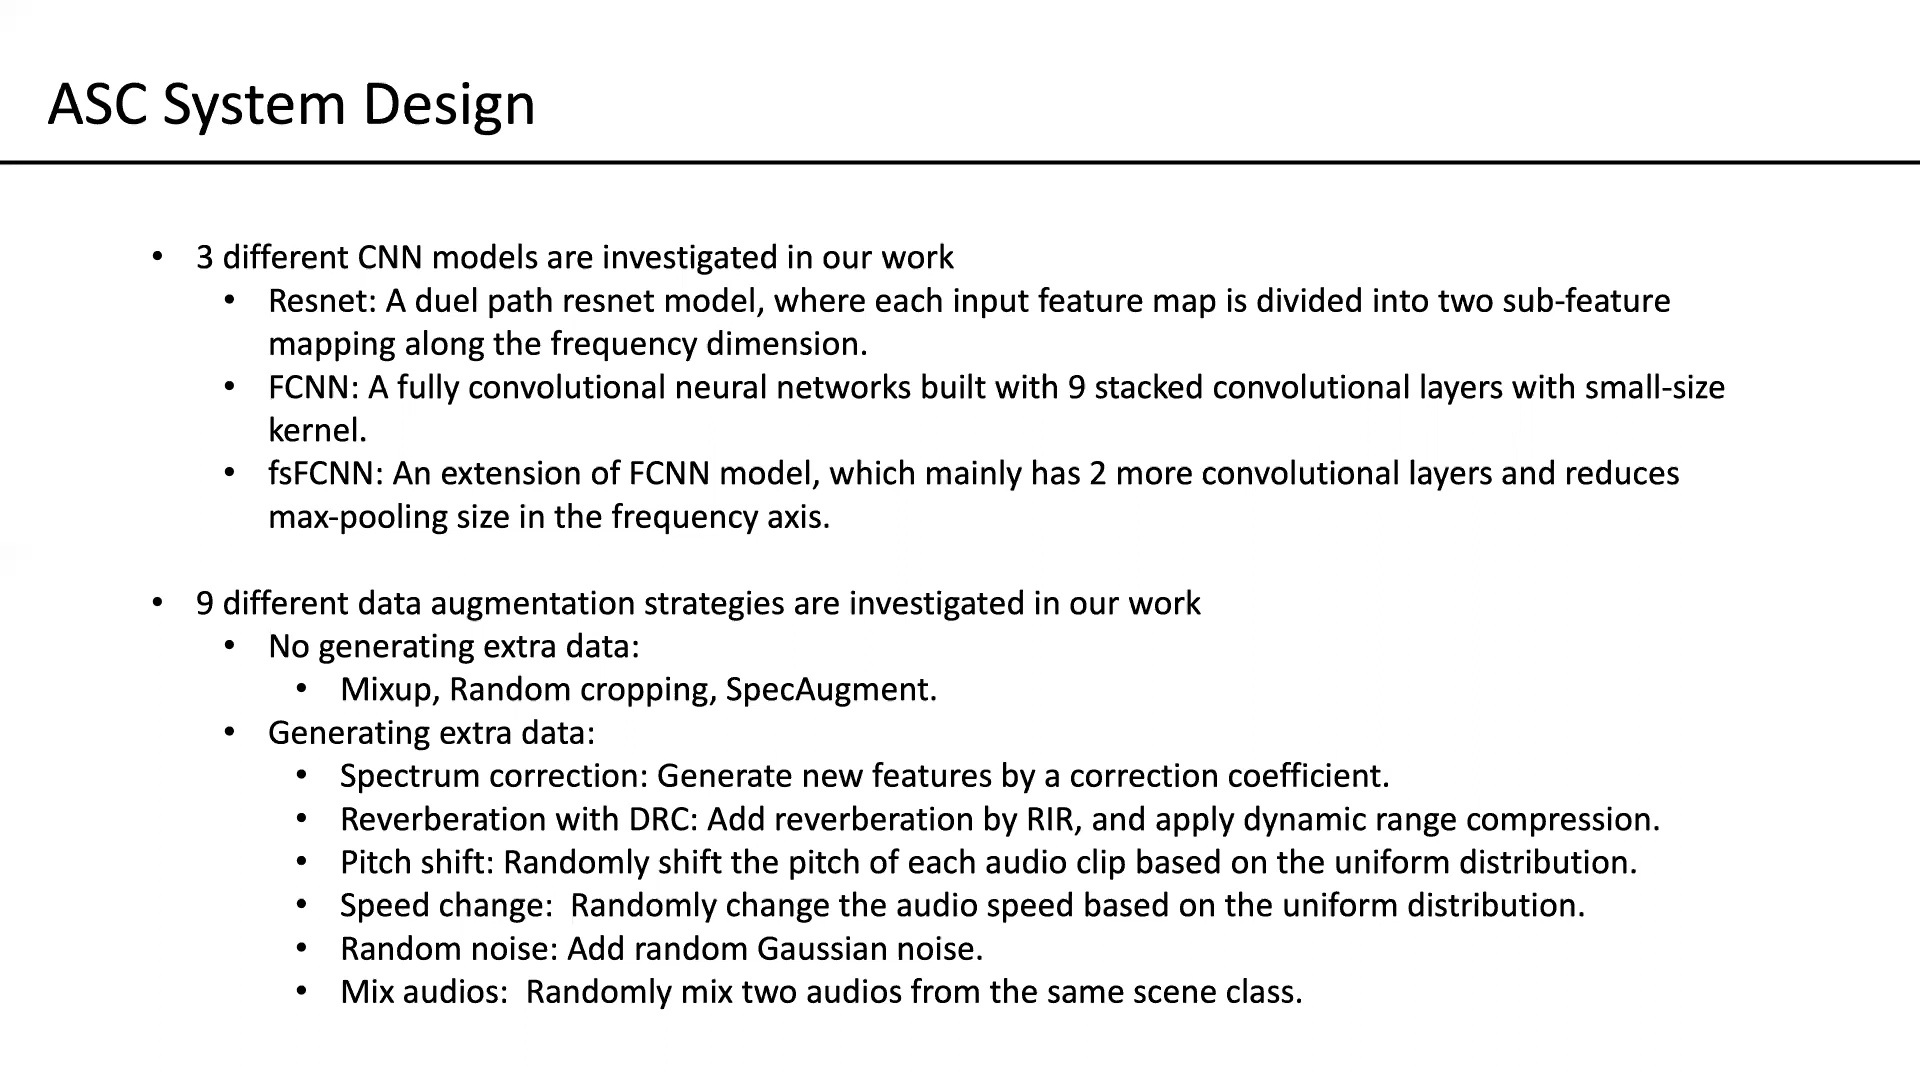 ASC System Design
• 3 different CNN models are investigated in our work
• Resnet: A duel path resnet model, where each input feature map is divided into two sub-feature
mapping along the frequency dimension.
• FCNN: A fully convolutional neural networks built with 9 stacked convolutional layers with small-size
kernel.
• fsFCNN: An extension of FCNN model, which mainly has 2 more convolutional layers and reduces
max-pooling size in the frequency axis.
• 9 different data augmentation strategies are investigated in our work
• No generating extra data:
• Mixup, Random cropping, SpecAugment.
• Generating extra data:
• Spectrum correction: Generate new features by a correction coefficient.
• Reverberation with DRC: Add reverberation by RIR, and apply dynamic range compression.
• Pitch shift: Randomly shift the pitch of each audio clip based on the uniform distribution.
• Speed change:  Randomly change the audio speed based on the uniform distribution.
• Random noise: Add random Gaussian noise.
• Mix audios:  Randomly mix two audios from the same scene class.